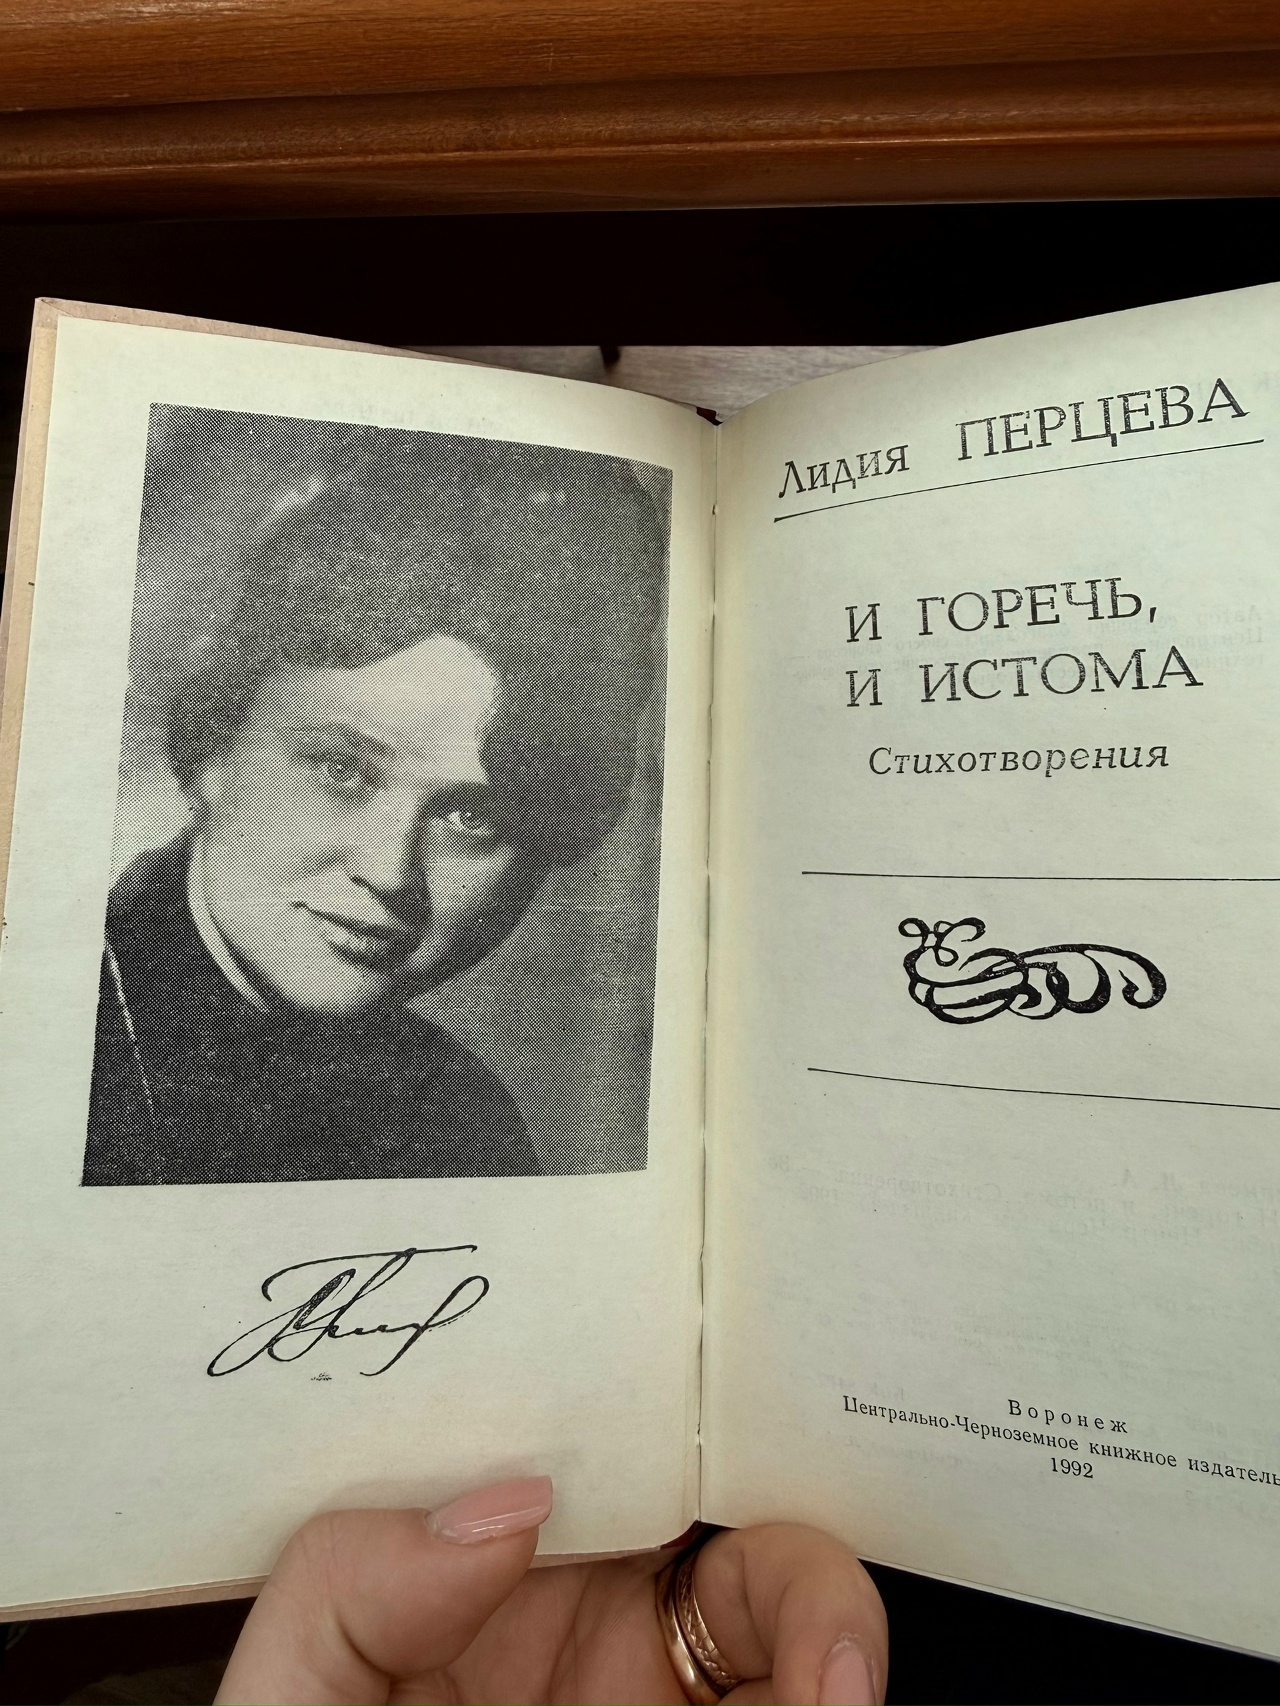 Лидия ПЕРЦЕВА
И ГОРЕЧЬ,
И ИСТОМА
Стихотворения
Воронеж
Центрально-Черноземное книжное издатель
1992